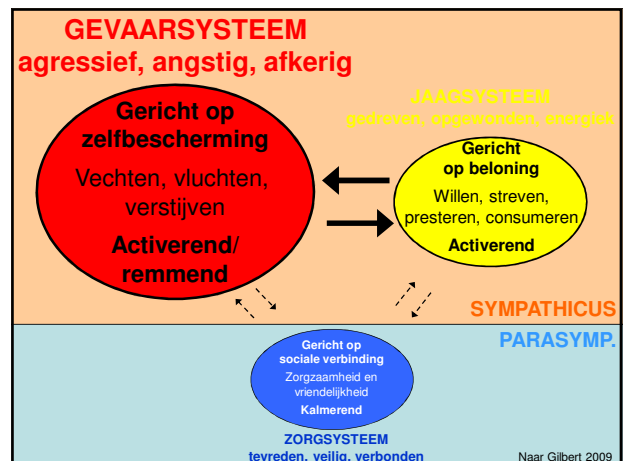 GEVAARSYSTEEM
agressief, angstig, afkerig
Gericht op
zelfbescherming
Vechten, vluchten,
verstijven
Activerend/
remmend
JAAGSYSTEEM
gedreven, opgewonden, energiek
Gericht
op beloning
Willen, streven,
presteren, consumeren
Activerend
SYMPATHICUS
PARASYMP.
Gericht op
sociale verbinding
Zorgzaamheid en
vriendelijkheid
Kalmerend
ZORGSYSTEEM
tevreden, veilig, verbonden
Naar Gilbert 2009